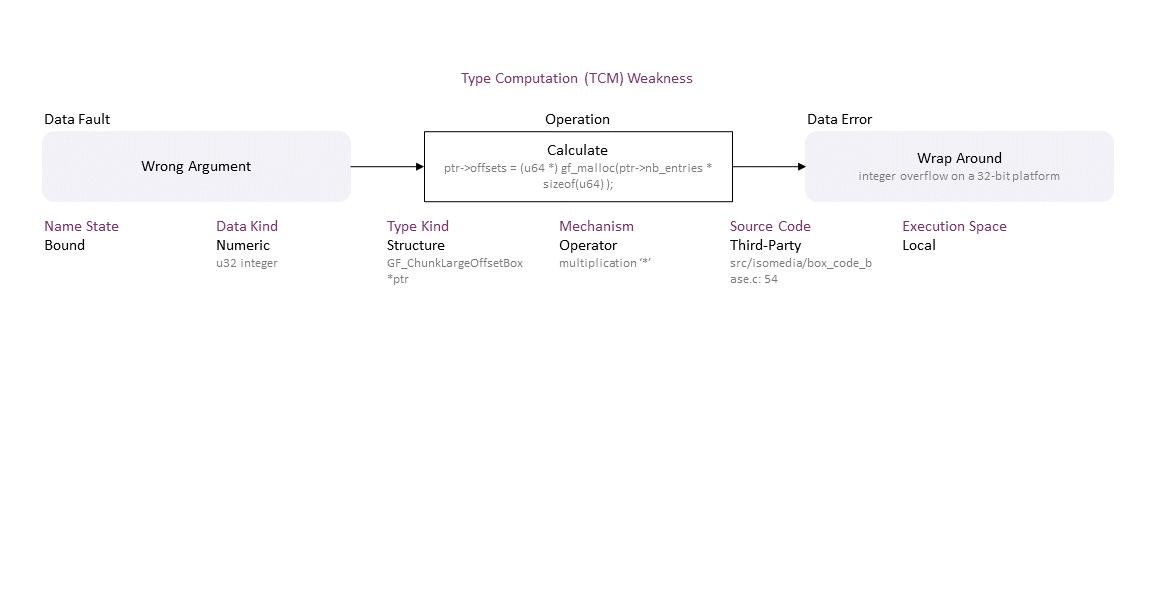 Type Computation (TCM) Weakness
Data Fault
Operation
Data Error
Wrong Argument
Calculate
ptr->offsets = (u64 *) gf_malloc(ptr->nb_entries *
sizeof(u64) );
Wrap Around
integer overflow on a 32-bit platform
Name State
Bound
Data Kind
Numeric
u32 integer
Type Kind
Structure
GF_ChunkLargeOffsetBox
*ptr
Mechanism
Operator
multiplication ‘*’
Source Code
Third-Party
src/isomedia/box_code_b
ase.c: 54
Execution Space
Local